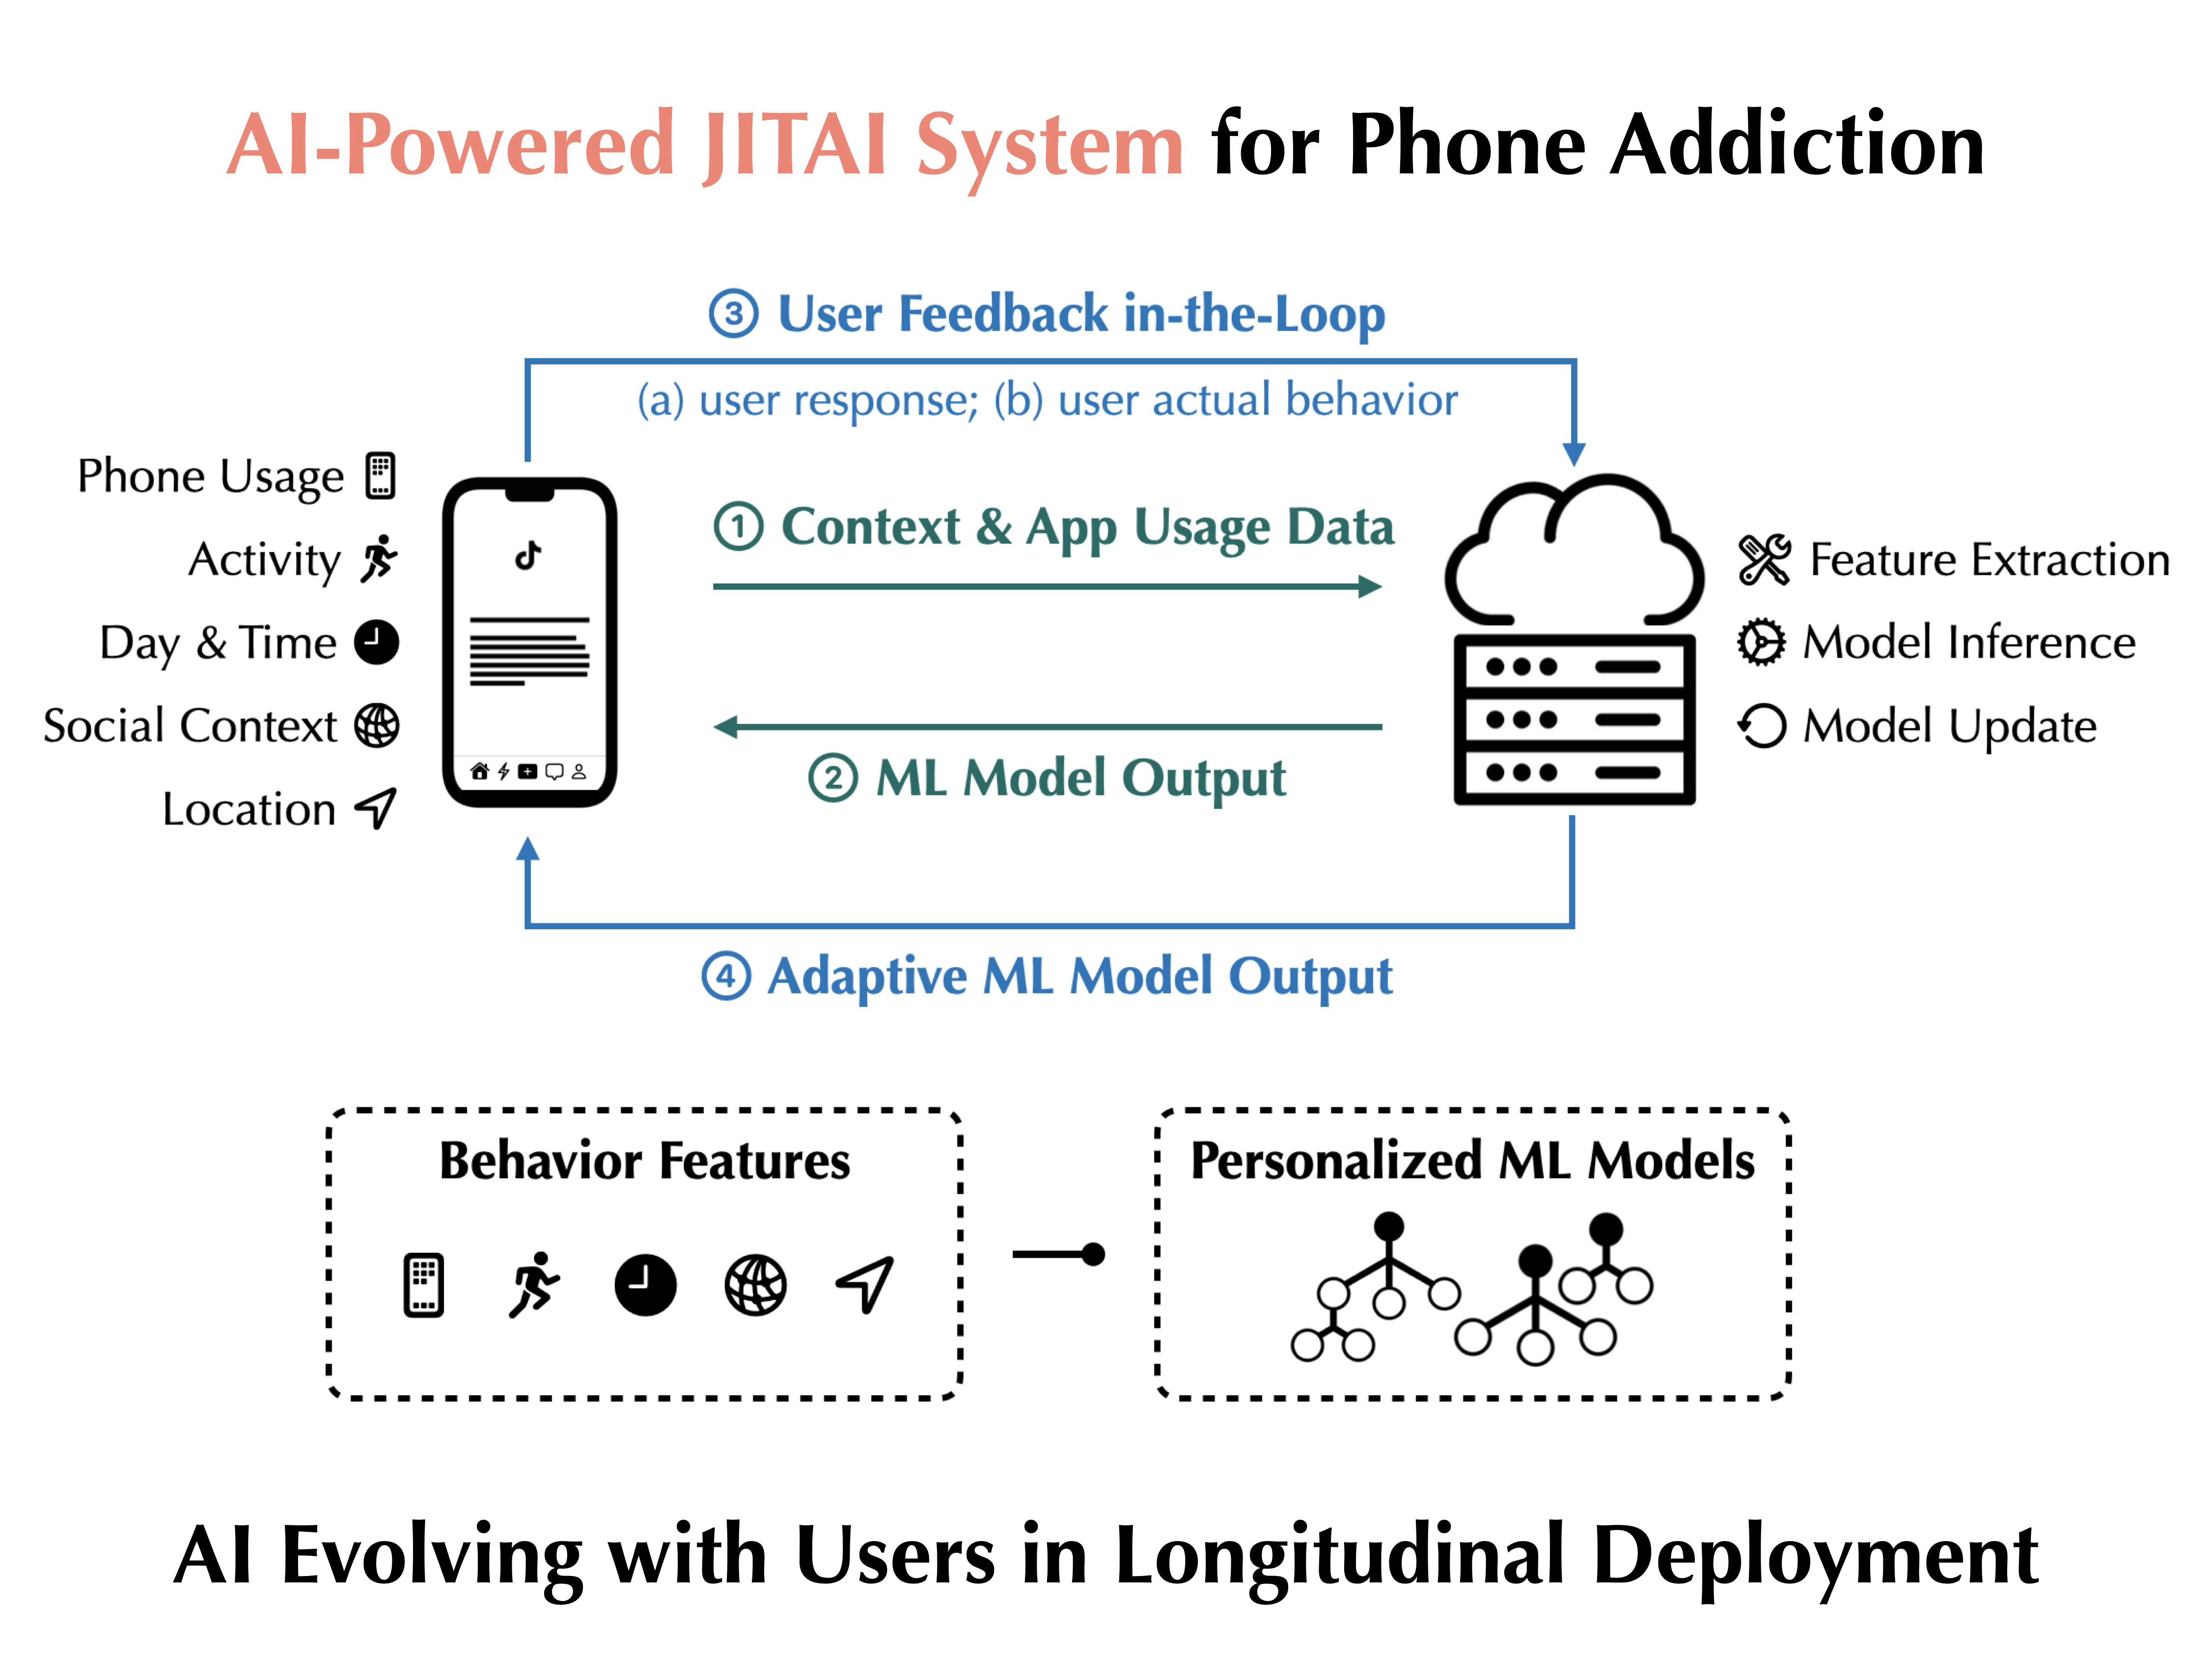 AI-Powered JITAI System for Phone Addiction
③ User Feedback in-the-Loop
(a) user response; (b) user actual behavior
Phone Usage
Activity
Day & Time
Social Context
Location
① Context & App Usage Data
② ML Model Output
Feature Extraction
Model Inference
Model Update
④ Adaptive ML Model Output
Behavior Features
Personalized ML Models
AI Evolving with Users in Longitudinal Deployment